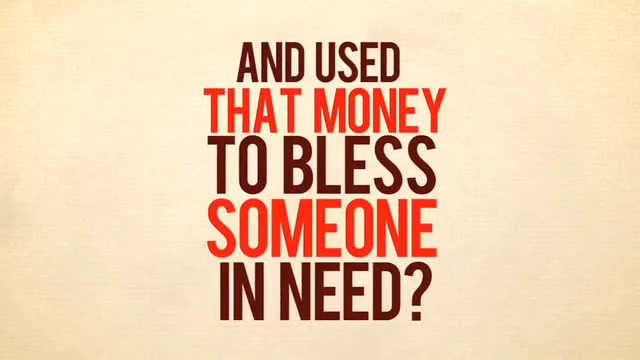 AND USED
THAT MONEY
TO BLESS
SOMEONE
IN NEED?